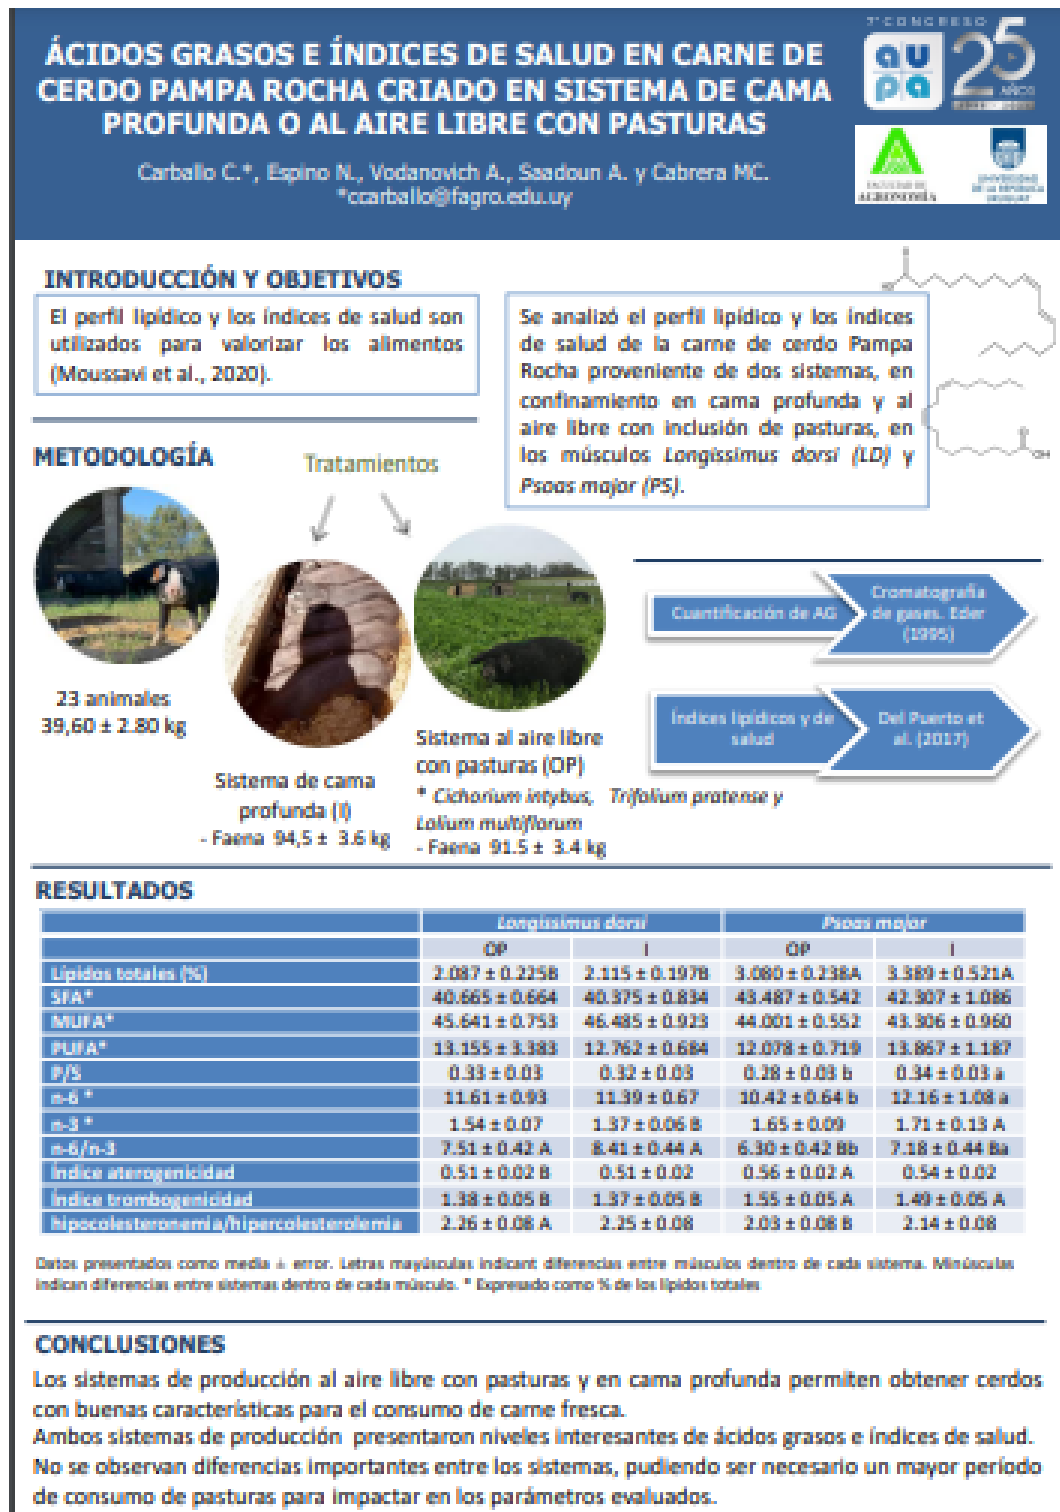 7° CONGRESO
ÁCIDOS GRASOS E ÍNDICES DE SALUD EN CARNE DE
CERDO PAMPA ROCHA CRIADO EN SISTEMA DE CAMA
PROFUNDA O AL AIRE LIBRE CON PASTURAS
aupa
25
AÑOS
Carballo C.*, Espino N., Vodanovich A., Saadoun A. y Cabrera MC.
*ccarballo@fagro.edu.uy
FACULTAD DE
AGRONOMÍA
UNIVERSIDAD
DE LA REPÚBLICA
URUGUAY
INTRODUCCIÓN Y OBJETIVOS
El perfil lipídico y los índices de salud son
utilizados para valorizar los alimentos
(Moussavi et al., 2020).
Se analizó el perfil lipídico y los índices
de salud de la carne de cerdo Pampa
Rocha proveniente de dos sistemas, en
confinamiento en cama profunda y al
aire libre con inclusión de pasturas, en
los músculos Longissimus dorsi (LD) y
Psoas major (PS).
OH
METODOLOGÍA
Tratamientos
23 animales
39,60 ± 2.80 kg
Sistema de cama
profunda (I)
- Faena 94,5 ± 3.6 kg
Sistema al aire libre
con pasturas (OP)
* Cichorium intybus, Trifolium pratense y
Lolium multiflorum
- Faena 91.5 ± 3.4 kg
Cuantificación de AG
Cromatografía
de gases. Eder
(1995)
Índices lipídicos y de
salud
Del Puerto et
al. (2017)
RESULTADOS
Longissimus dorsi Psoas major
OP I OP I
Lípidos totales (%) 2.087 ± 0.225B 2.115 ± 0.197B 3.080 ± 0.238A 3.389 ± 0.521A
SFA* 40.665 ± 0.664 40.375 ± 0.834 43.487 ± 0.542 42.307 ± 1.086
MUFA* 45.641 ± 0.753 46.485 ± 0.923 44.001 ± 0.552 43.306 ± 0.960
PUFA* 13.155 ± 3.383 12.762 ± 0.684 12.078 ± 0.719 13.867 ± 1.187
P/S 0.33 ± 0.03 0.32 ± 0.03 0.28 ± 0.03 b 0.34 ± 0.03 a
n-6 * 11.61 ± 0.93 11.39 ± 0.67 10.42 ± 0.64 b 12.16 ± 1.08 a
n-3 * 1.54 ± 0.07 1.37 ± 0.06 B 1.65 ± 0.09 1.71 ± 0.13 A
n-6/n-3 7.51 ± 0.42 A 8.41 ± 0.44 A 6.30 ± 0.42 Bb 7.18 ± 0.44 Ba
Índice aterogenicidad 0.51 ± 0.02 B 0.51 ± 0.02 0.56 ± 0.02 A 0.54 ± 0.02
Índice trombogenicidad 1.38 ± 0.05 B 1.37 ± 0.05 B 1.55 ± 0.05 A 1.49 ± 0.05 A
hipocolesteronemia/hipercolesterolemia 2.26 ± 0.08 A 2.25 ± 0.08 2.03 ± 0.08 B 2.14 ± 0.08
Datos presentados como media ± error. Letras mayúsculas indicant diferencias entre músculos dentro de cada sistema. Minúsculas
indican diferencias entre sistemas dentro de cada músculo. * Expresado como % de los lípidos totales
CONCLUSIONES
Los sistemas de producción al aire libre con pasturas y en cama profunda permiten obtener cerdos
con buenas características para el consumo de carne fresca.
Ambos sistemas de producción presentaron niveles interesantes de ácidos grasos e índices de salud.
No se observan diferencias importantes entre los sistemas, pudiendo ser necesario un mayor período
de consumo de pasturas para impactar en los parámetros evaluados.